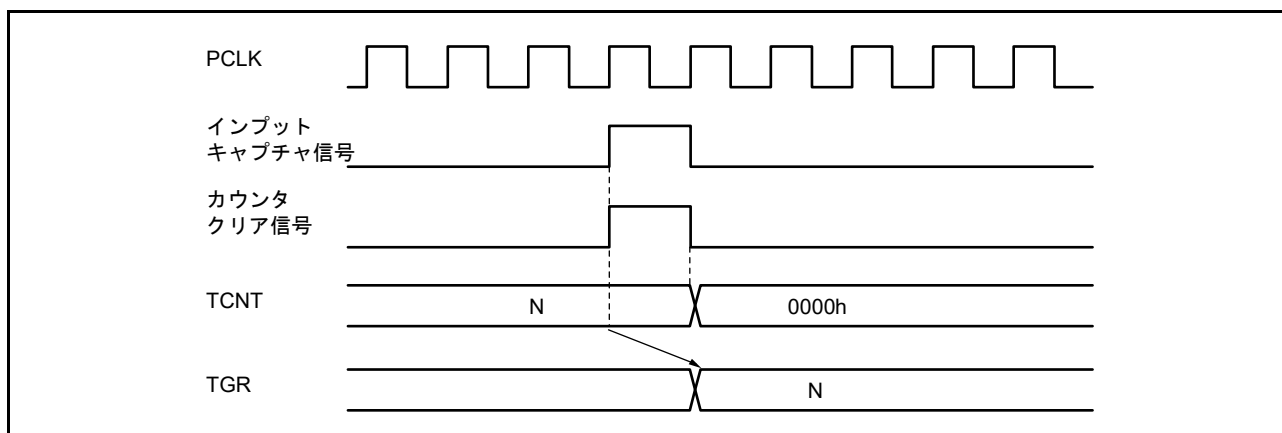 PCLK
インプット
キャプチャ信号
カウンタ
クリア信号
TCNT
N
0000h
TGR
N